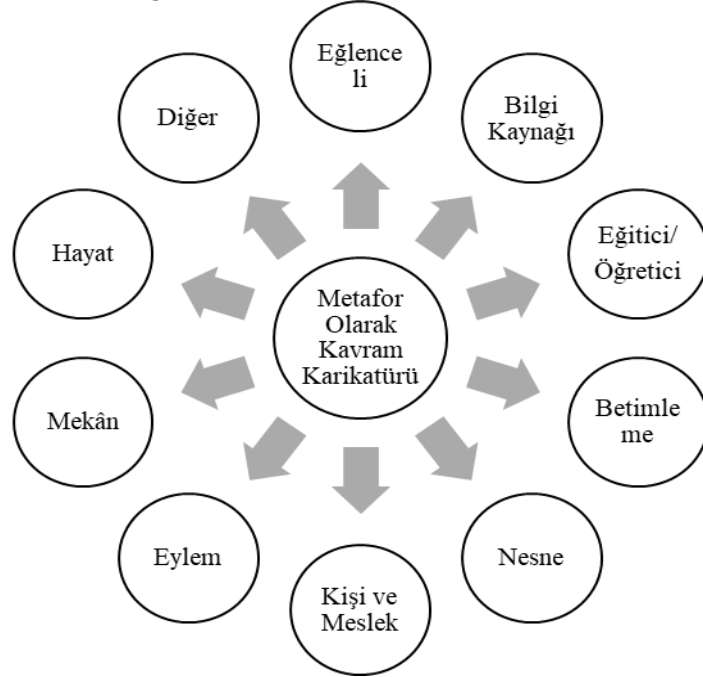 Eğlence
li
Bilgi
Kaynağı
Eğitici/
Öğretici
Betimle
me
Nesne
Kişi ve
Meslek
Eylem
Mekân
Hayat
Diğer
Metafor
Olarak
Kavram
Karikatürü